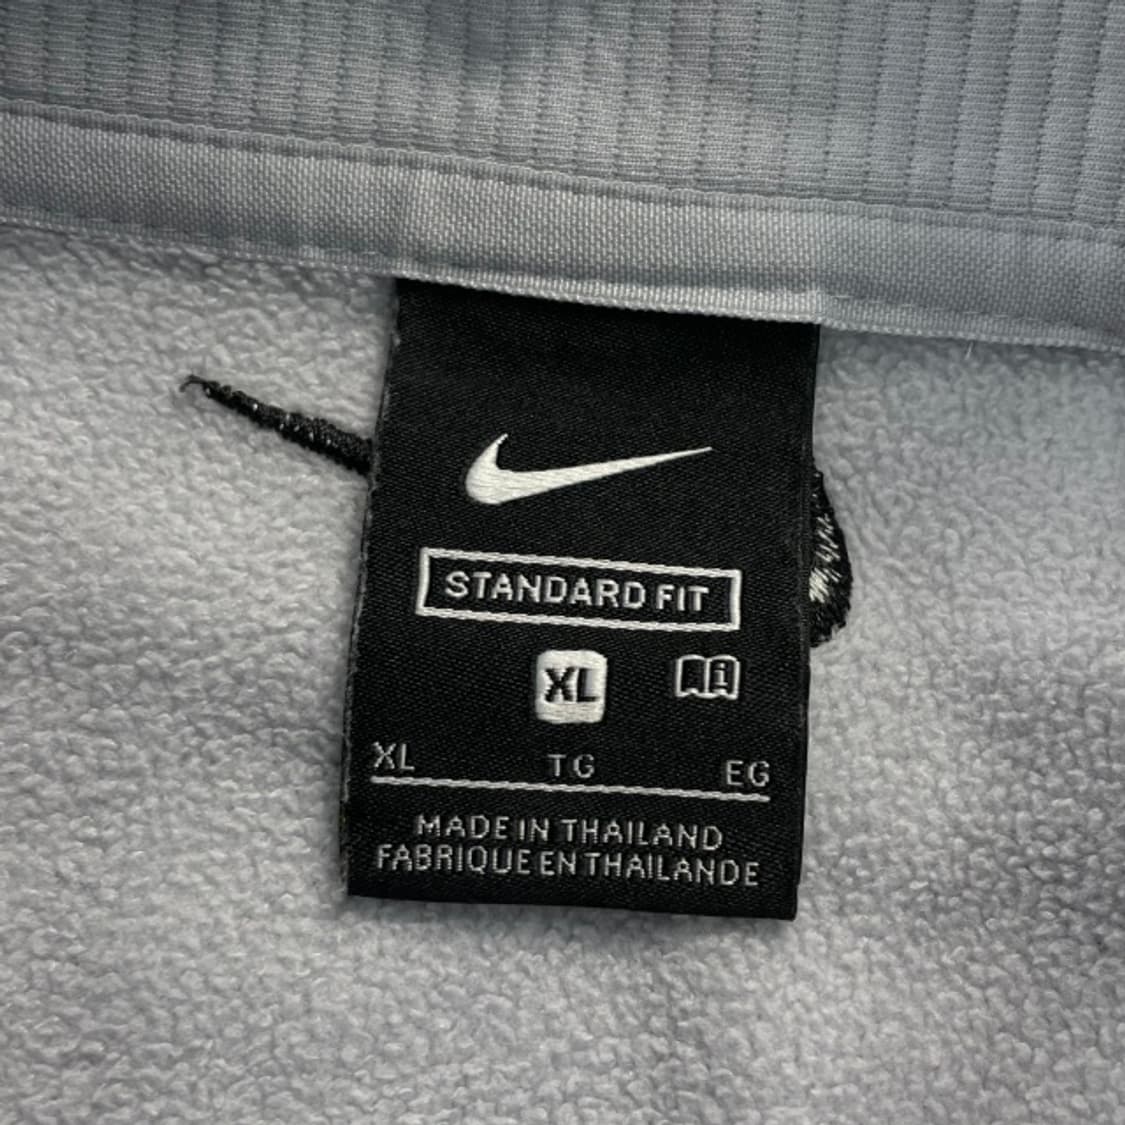 STANDARD FIT
XL
XL TG EG
MADE IN THAILAND
FABRIQUE EN THAILANDE